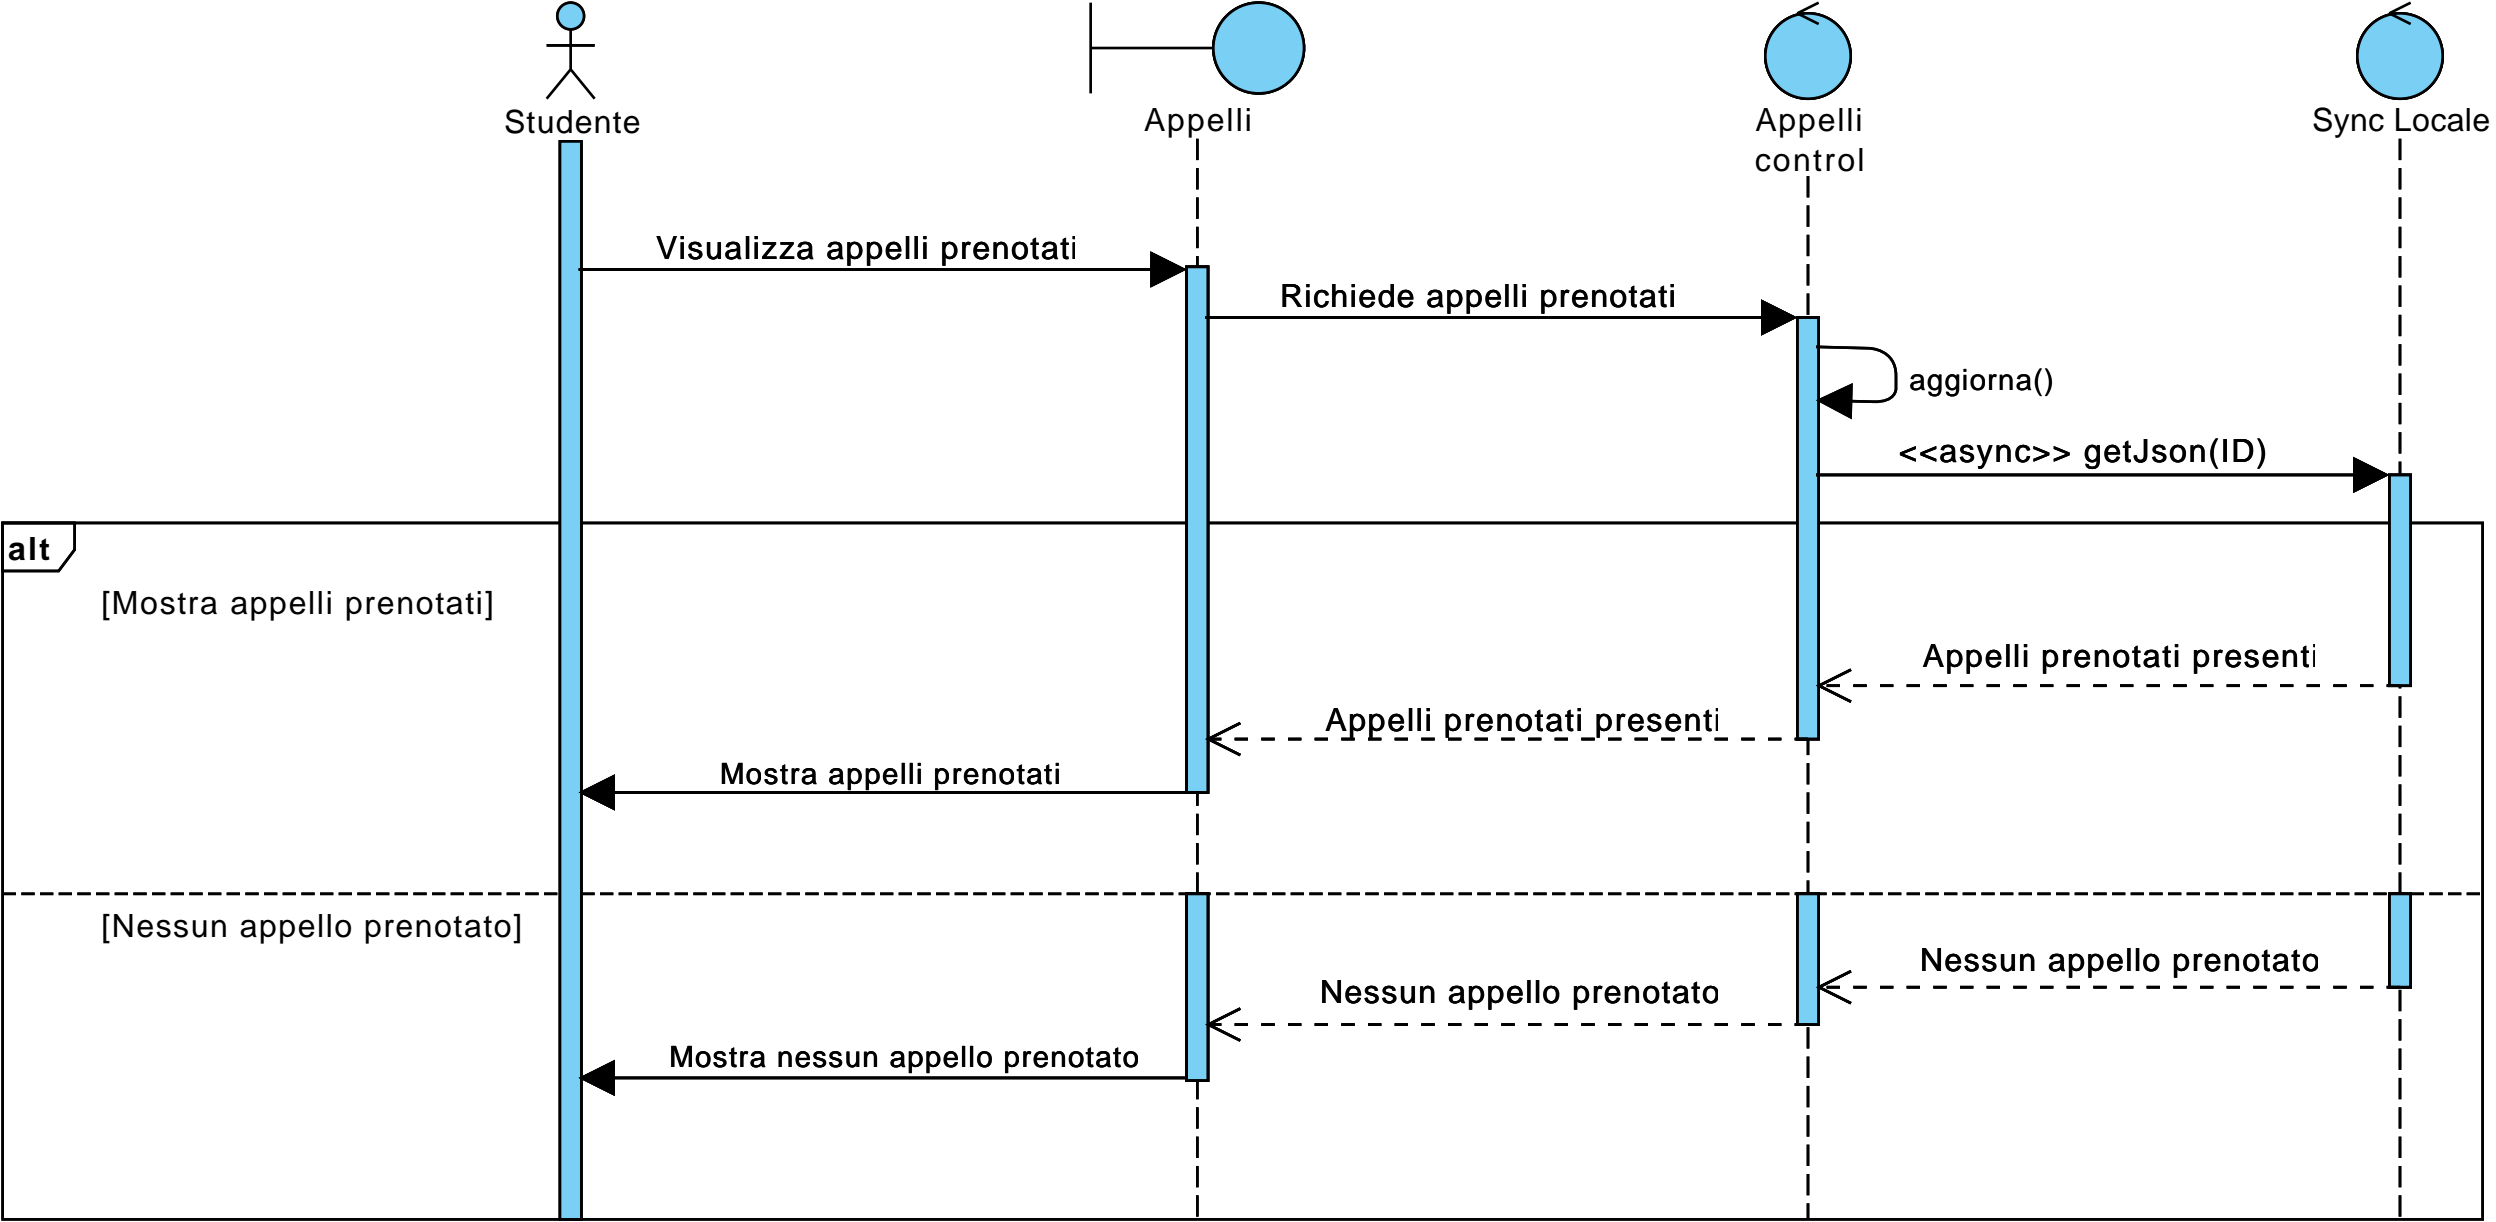 Studente
Appelli
Appelli
control
Sync Locale
Visualizza appelli prenotati
Richiede appelli prenotati
aggiorna()
<<async>> getJson(ID)
alt
[Mostra appelli prenotati]
Appelli prenotati presenti
Appelli prenotati presenti
Mostra appelli prenotati
[Nessun appello prenotato]
Nessun appello prenotato
Nessun appello prenotato
Mostra nessun appello prenotato